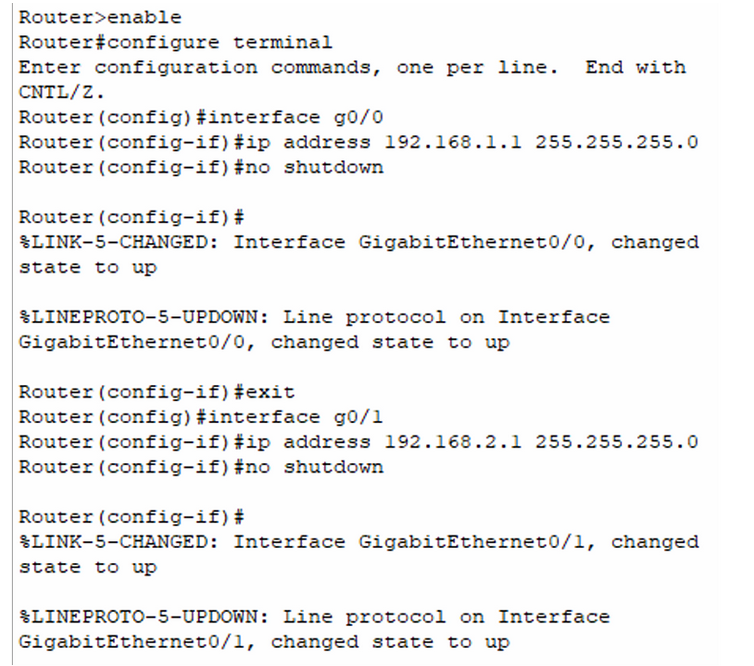 Router>enable
Router#configure terminal
Enter configuration commands, one per line.  End with
CNTL/Z.
Router(config)#interface g0/0
Router(config-if)#ip address 192.168.1.1 255.255.255.0
Router(config-if)#no shutdown

Router(config-if)#
%LINK-5-CHANGED: Interface GigabitEthernet0/0, changed
state to up

%LINEPROTO-5-UPDOWN: Line protocol on Interface
GigabitEthernet0/0, changed state to up

Router(config-if)#exit
Router(config)#interface g0/1
Router(config-if)#ip address 192.168.2.1 255.255.255.0
Router(config-if)#no shutdown

Router(config-if)#
%LINK-5-CHANGED: Interface GigabitEthernet0/1, changed
state to up

%LINEPROTO-5-UPDOWN: Line protocol on Interface
GigabitEthernet0/1, changed state to up